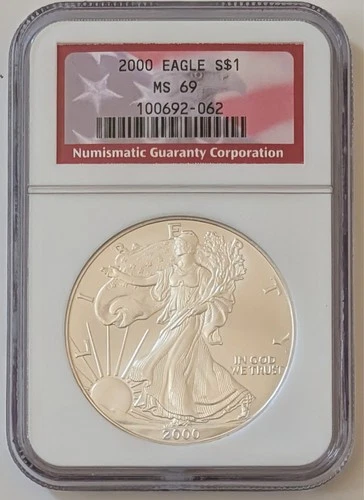 2000 EAGLE S$1
MS 69
100692-062
Numismatic Guaranty Corporation
LIBERTY
IN GOD
WE TRUST
2000